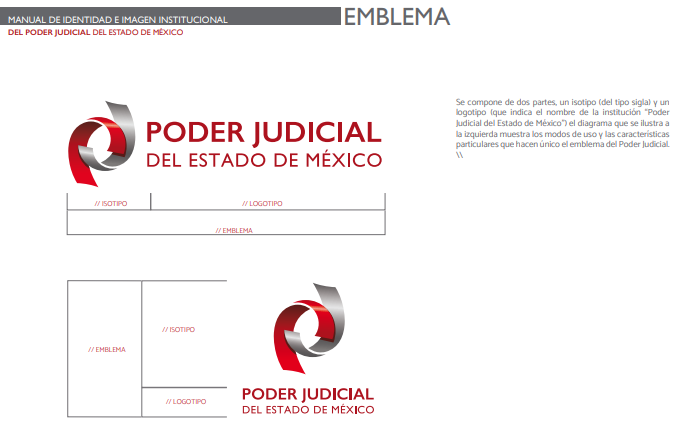 MANUAL DE IDENTIDAD E IMAGEN INSTITUCIONAL
DEL PODER JUDICIAL DEL ESTADO DE MÉXICO
EMBLEMA
PODER JUDICIAL
DEL ESTADO DE MÉXICO
// ISOTIPO
// LOGOTIPO
// EMBLEMA
Se compone de dos partes, un isotipo (del tipo sigla) y un
logotipo (que indica el nombre de la institución “Poder
Judicial del Estado de México”) el diagrama que se ilustra a
la izquierda muestra los modos de uso y las características
particulares que hacen único el emblema del Poder Judicial.
\\
// EMBLEMA
// ISOTIPO
// LOGOTIPO
PODER JUDICIAL
DEL ESTADO DE MÉXICO